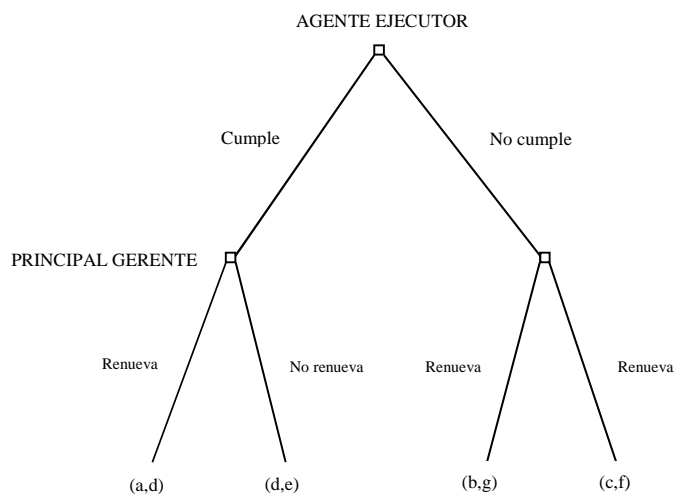 AGENTE EJECUTOR
Cumple
No cumple
PRINCIPAL GERENTE
Renueva
No renueva
Renueva
Renueva
(a,d)
(d,e)
(b,g)
(c,f)